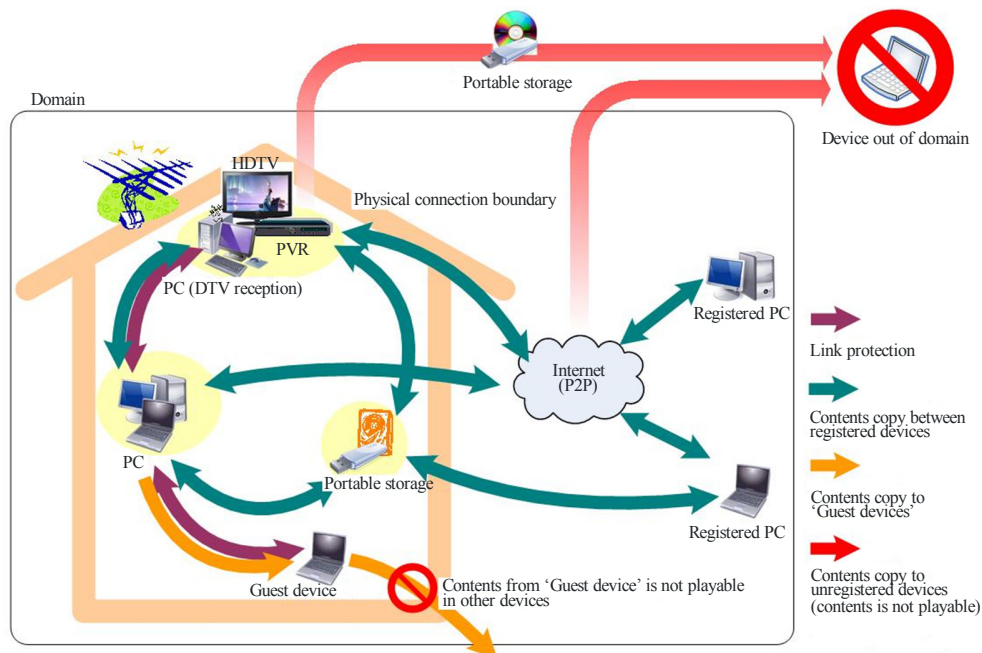 Portable storage
Domain
Device out of domain
HDTV
Physical connection boundary
PVR
PC (DTV reception)
Registered PC
Link protection
Internet
(P2P)
Contents copy between
registered devices
PC
Portable storage
Contents copy to
‘Guest devices’
Registered PC
Guest device
Contents from ‘Guest device’ is not playable
in other devices
Contents copy to
unregistered devices
(contents is not playable)